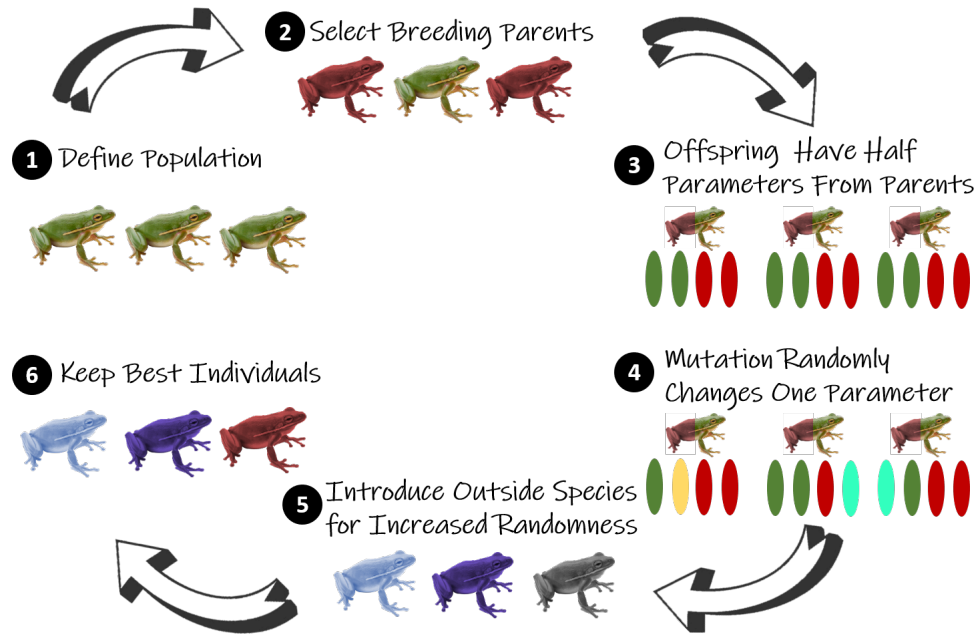 1 Define Population
2 Select Breeding Parents
3 Offspring Have Half
Parameters From Parents
4 Mutation Randomly
Changes One Parameter
5 Introduce Outside Species
for Increased Randomness
6 Keep Best Individuals